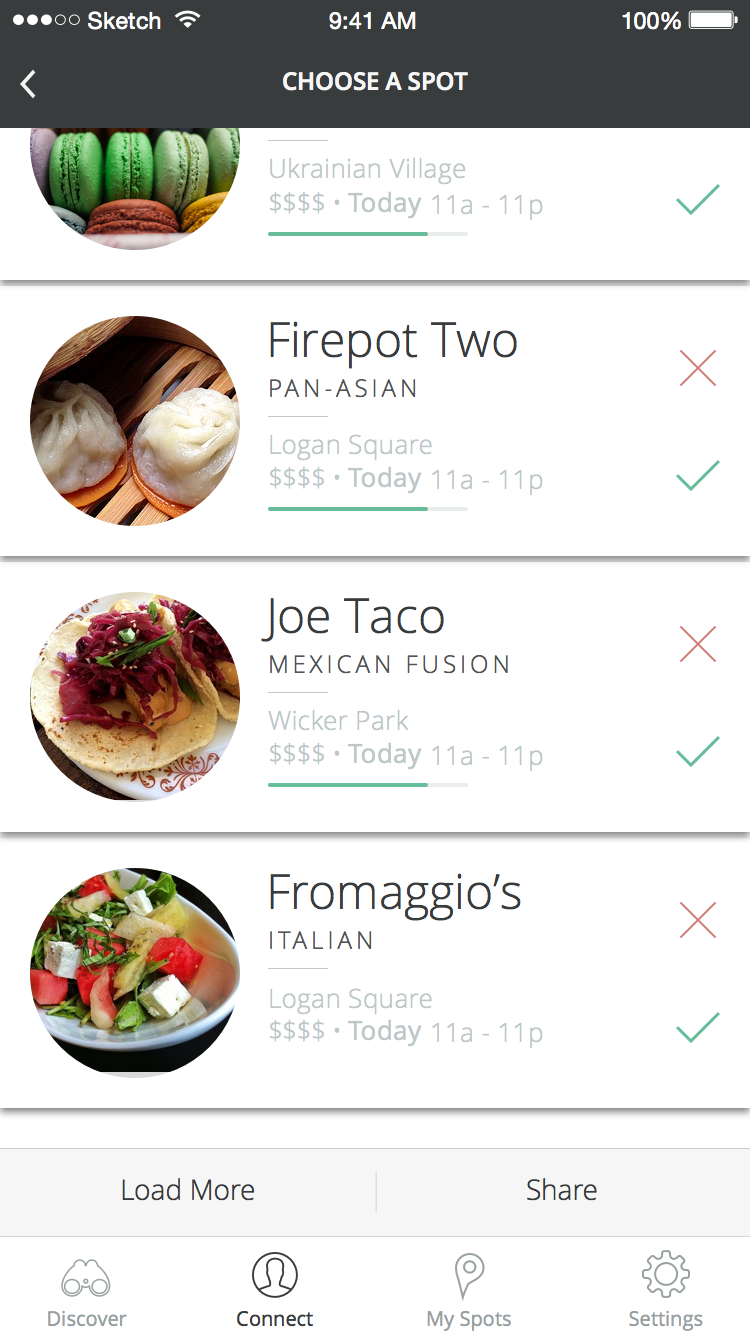 Sketch 9:41 AM 100%
CHOOSE A SPOT
Ukrainian Village
$$$$ • Today 11a - 11p
Firepot Two
PAN-ASIAN
Logan Square
$$$$ • Today 11a - 11p
Joe Taco
MEXICAN FUSION
Wicker Park
$$$$ • Today 11a - 11p
Fromaggio’s
ITALIAN
Logan Square
$$$$ • Today 11a - 11p
Load More Share
Discover Connect My Spots Settings